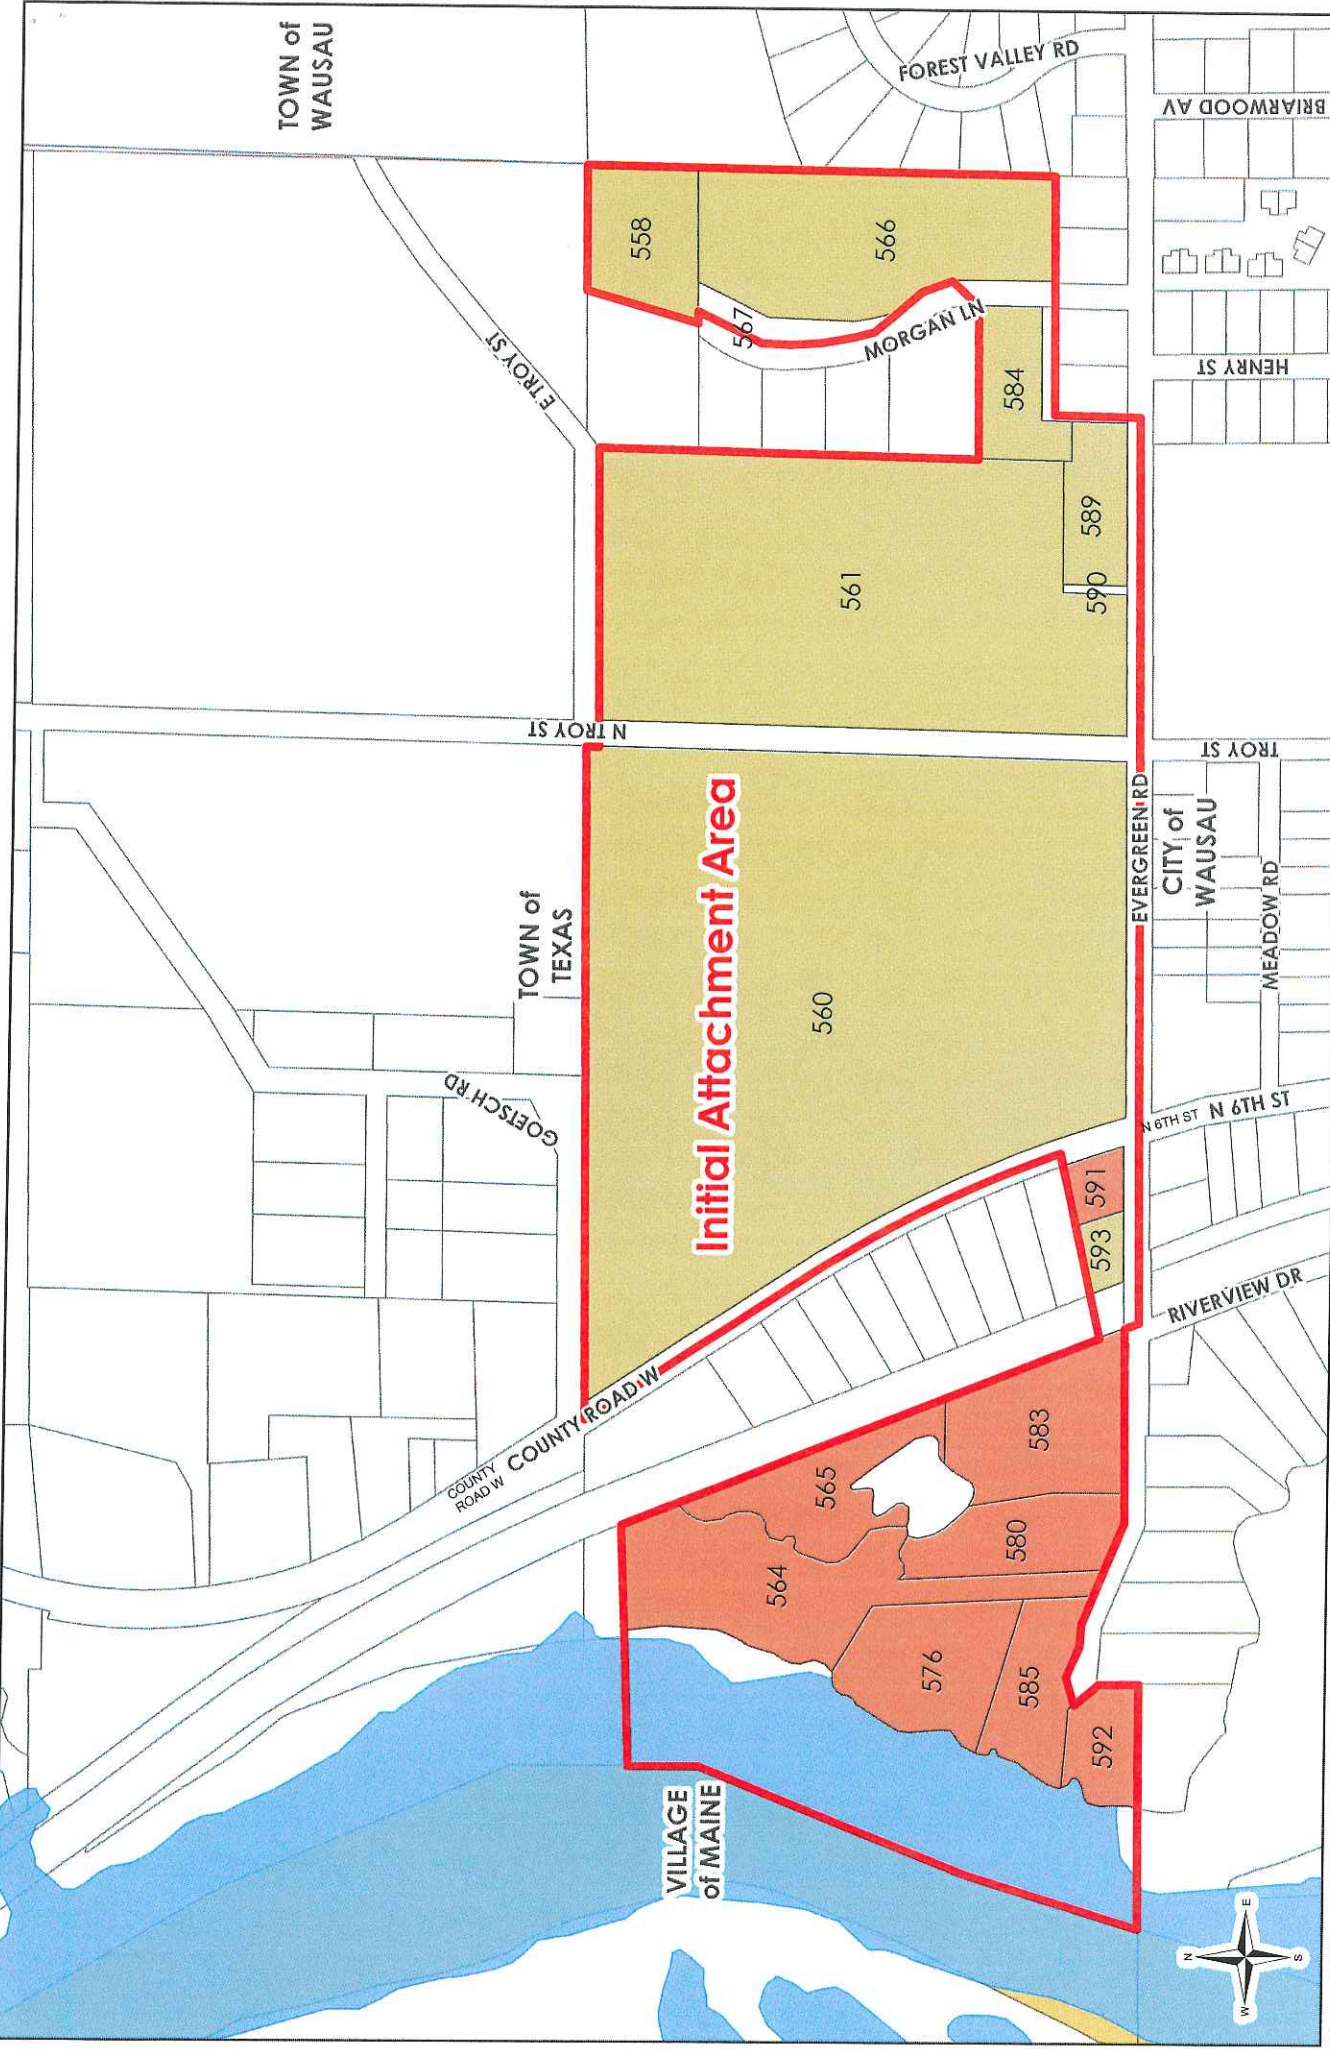 TOWN of
WAUSAU
FOREST VALLEY RD
BRIARWOOD AV
558
566
567
MORGAN LN
E TROY ST
584
HENRY ST
561
589
590
N TROY ST
TROY ST
Initial Attachment Area
EVERGREEN RD
CITY of
WAUSAU
MEADOW RD
TOWN of
TEXAS
560
GOETSCH RD
N 6TH ST
N 6TH ST
591
593
RIVERVIEW DR
COUNTY ROAD W
COUNTY
ROAD W
565
583
580
564
576
585
592
VILLAGE
of MAINE
N
E
S
W